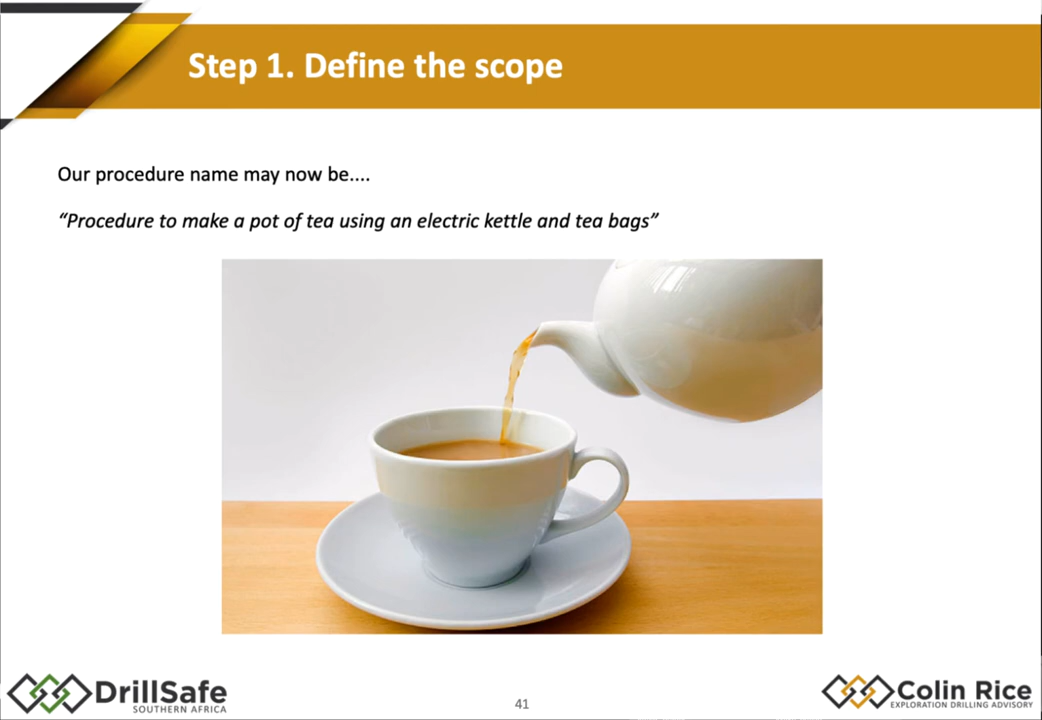 Step 1. Define the scope
Our procedure name may now be....
“Procedure to make a pot of tea using an electric kettle and tea bags”
DrillSafe
SOUTHERN AFRICA
41
Colin Rice
EXPLORATION DRILLING ADVISORY